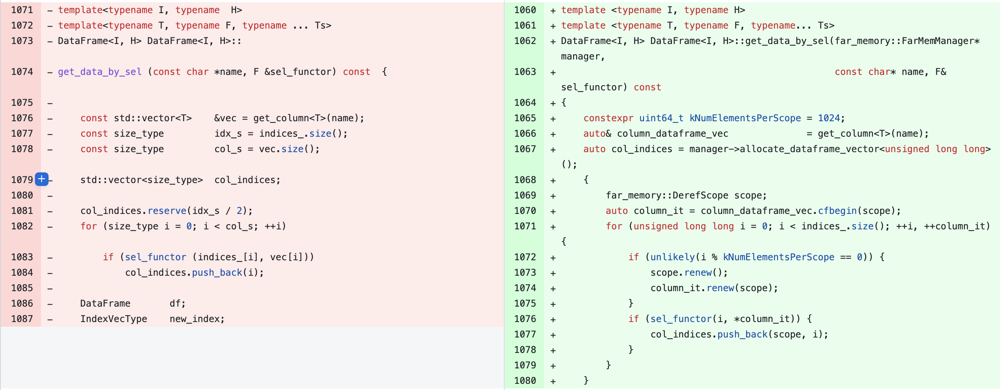 1071 - template<typename I, typename  H>
1072 - template<typename T, typename F, typename ... Ts>
1073 - DataFrame<I, H> DataFrame<I, H>::
1074 - get_data_by_sel (const char *name, F &sel_functor) const  {
1075 -
1076 -     const std::vector<T>    &vec = get_column<T>(name);
1077 -     const size_type         idx_s = indices_.size();
1078 -     const size_type         col_s = vec.size();
1079 + -     std::vector<size_type>  col_indices;
1080 -
1081 -     col_indices.reserve(idx_s / 2);
1082 -     for (size_type i = 0; i < col_s; ++i)
1083 -         if (sel_functor (indices_[i], vec[i]))
1084 -             col_indices.push_back(i);
1085 -
1086 -     DataFrame       df;
1087 -     IndexVecType    new_index;
1060 + template <typename I, typename H>
1061 + template <typename T, typename F, typename... Ts>
1062 + DataFrame<I, H> DataFrame<I, H>::get_data_by_sel(far_memory::FarMemManager*
manager,
1063 +                                                  const char* name, F&
sel_functor) const
1064 + {
1065 +     constexpr uint64_t kNumElementsPerScope = 1024;
1066 +     auto& column_dataframe_vec              = get_column<T>(name);
1067 +     auto col_indices = manager->allocate_dataframe_vector<unsigned long long>
();
1068 +     {
1069 +         far_memory::DerefScope scope;
1070 +         auto column_it = column_dataframe_vec.cfbegin(scope);
1071 +         for (unsigned long long i = 0; i < indices_.size(); ++i, ++column_it)
{
1072 +             if (unlikely(i % kNumElementsPerScope == 0)) {
1073 +                 scope.renew();
1074 +                 column_it.renew(scope);
1075 +             }
1076 +             if (sel_functor(i, *column_it)) {
1077 +                 col_indices.push_back(scope, i);
1078 +             }
1079 +         }
1080 +     }